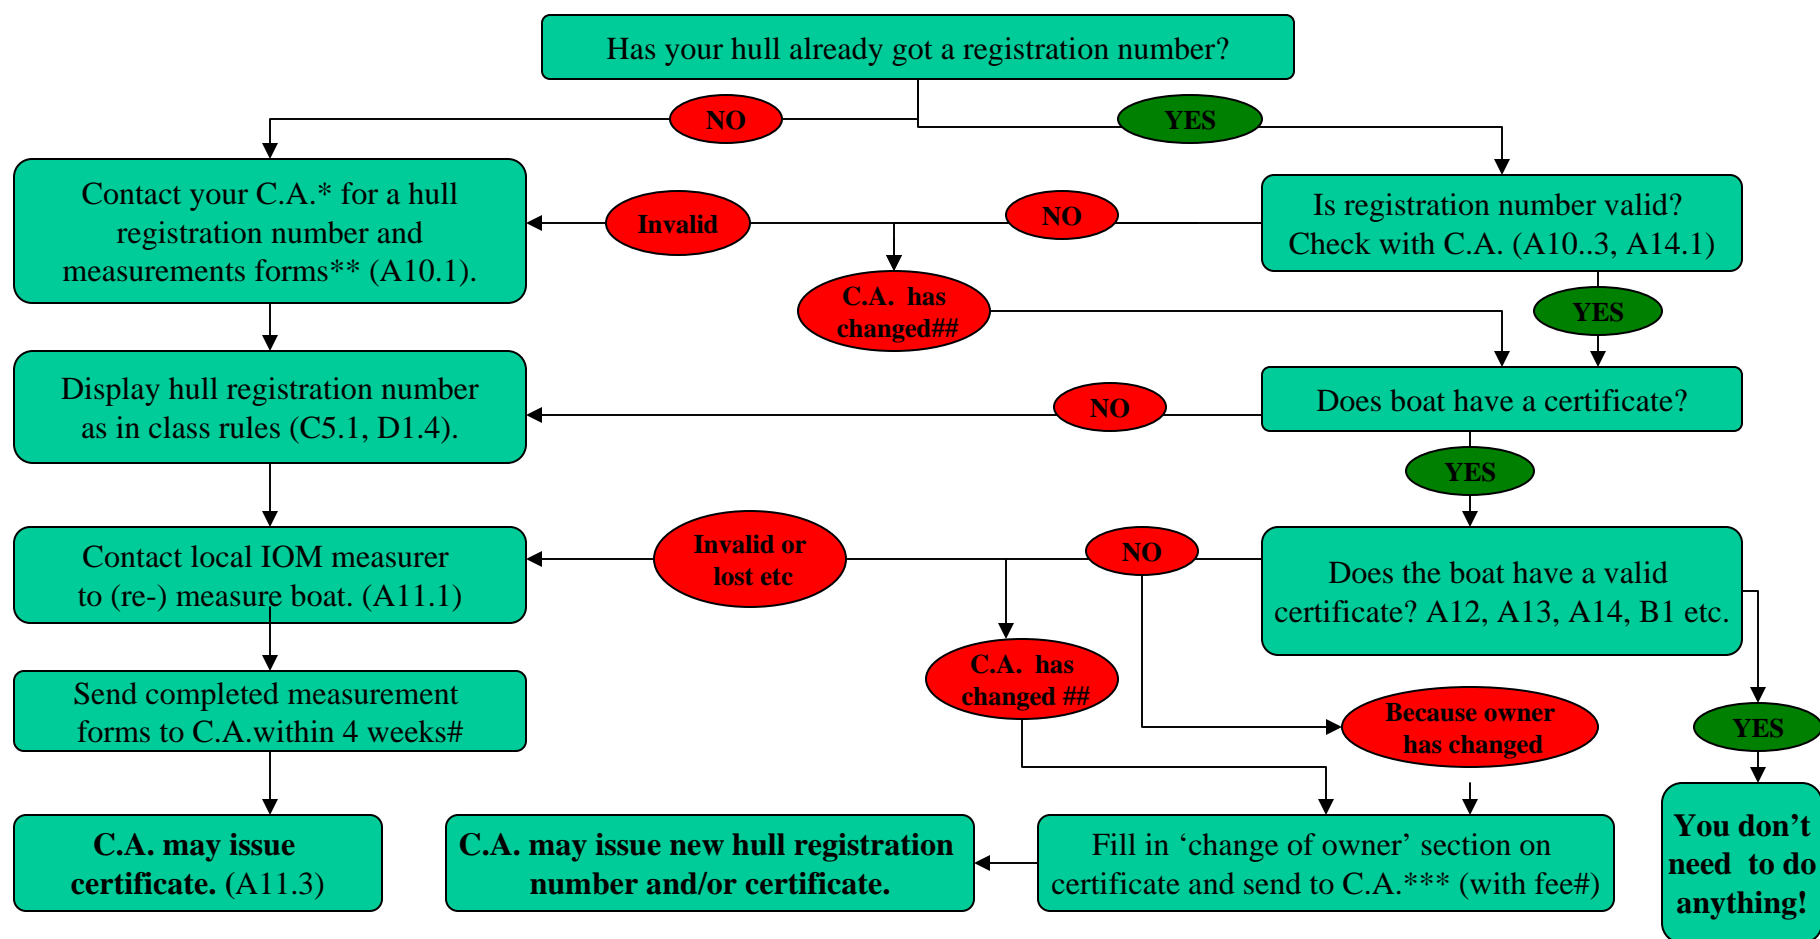 Has your hull already got a registration number?
NO
YES
Contact your C.A.* for a hull
registration number and
measurements forms** (A10.1).
Invalid
NO
Is registration number valid?
Check with C.A. (A10..3, A14.1)
C.A. has
changed##
YES
Display hull registration number
as in class rules (C5.1, D1.4).
NO
Does boat have a certificate?
YES
Contact local IOM measurer
to (re-) measure boat. (A11.1)
Invalid or
lost etc
NO
Does the boat have a valid
certificate? A12, A13, A14, B1 etc.
C.A. has
changed ##
Send completed measurement
forms to C.A.within 4 weeks#
Because owner
has changed
YES
C.A. may issue
certificate. (A11.3)
C.A. may issue new hull registration
number and/or certificate.
Fill in ‘change of owner’ section on
certificate and send to C.A.*** (with fee#)
You don’t
need to do
anything!